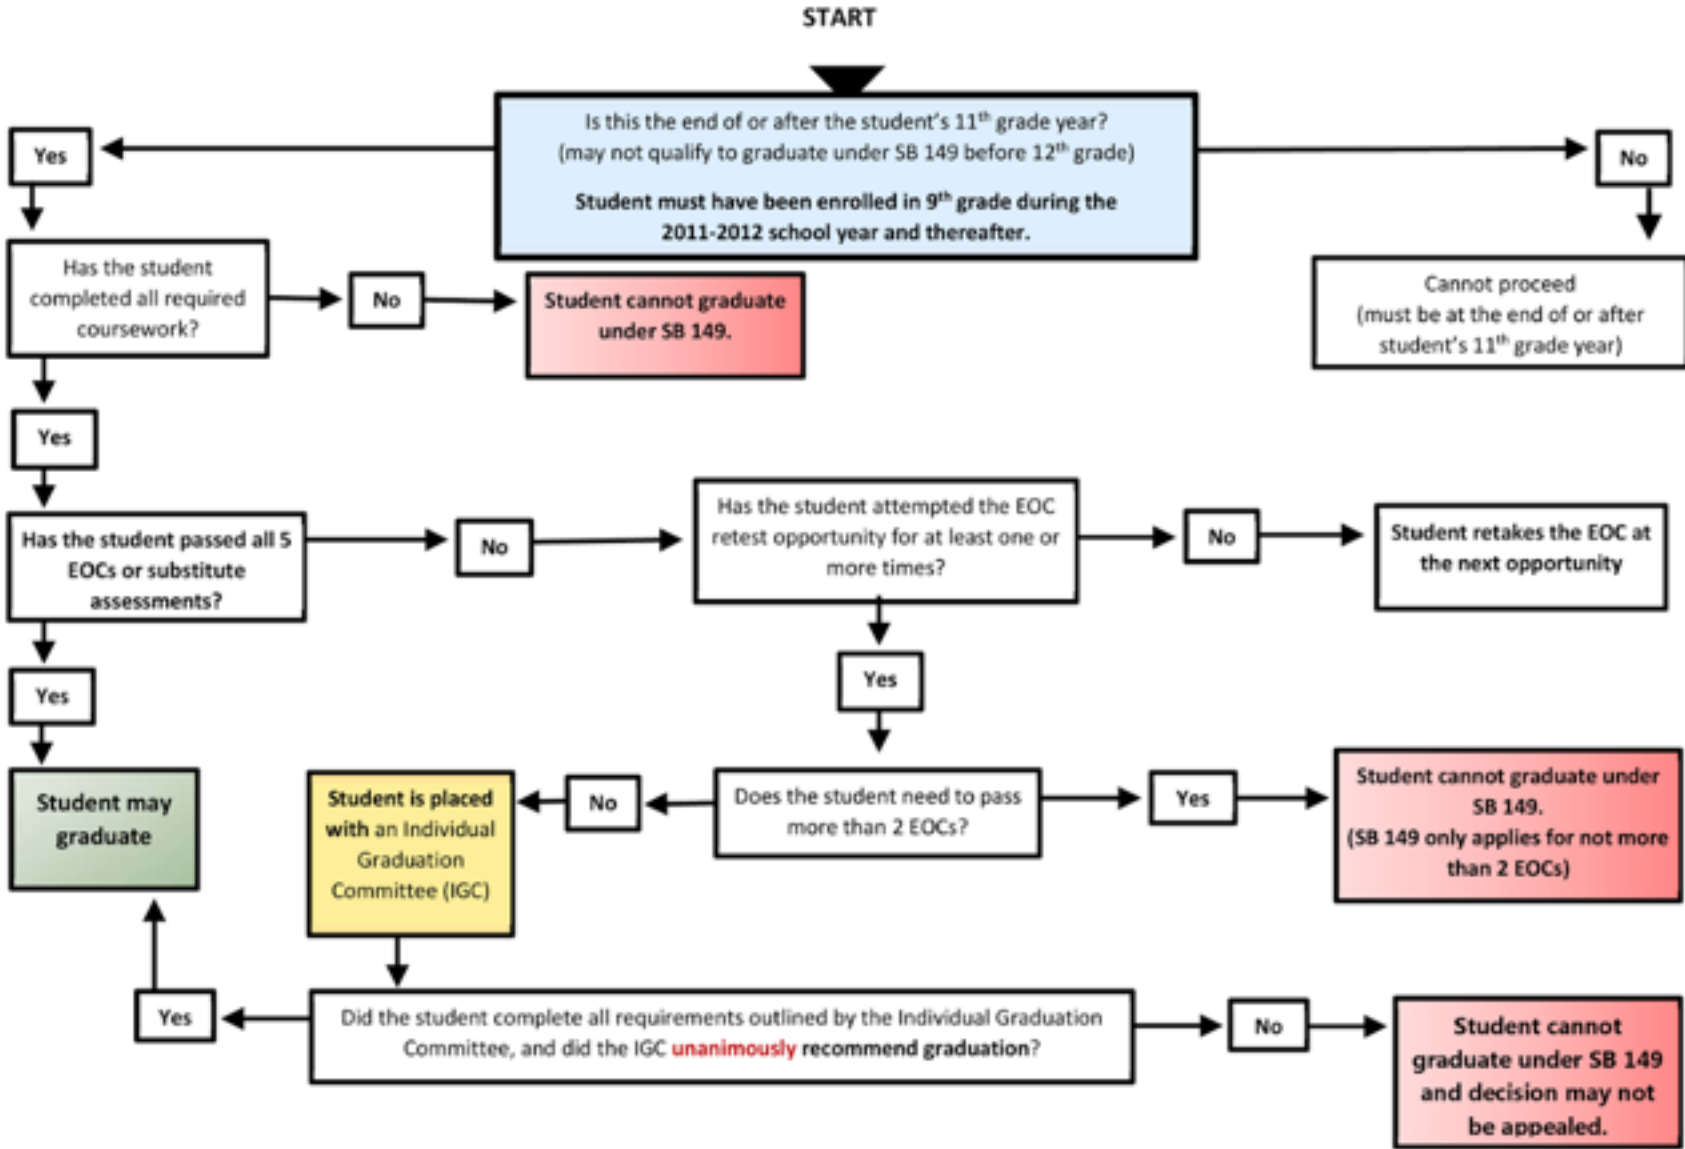 START
Is this the end of or after the student's 11th grade year?
(may not qualify to graduate under SB 149 before 12th grade)
Student must have been enrolled in 9th grade during the
2011-2012 school year and thereafter.
Yes
No
Has the student
completed all required
coursework?
No
Student cannot graduate
under SB 149.
Cannot proceed
(must be at the end of or after
student's 11th grade year)
Yes
Has the student passed all 5
EOCs or substitute
assessments?
No
Has the student attempted the EOC
retest opportunity for at least one or
more times?
No
Student retakes the EOC at
the next opportunity
Yes
Yes
Student may
graduate
Student is placed
with an Individual
Graduation
Committee (IGC)
No
Does the student need to pass
more than 2 EOCs?
Yes
Student cannot graduate under
SB 149.
(SB 149 only applies for not more
than 2 EOCs)
Yes
Did the student complete all requirements outlined by the Individual Graduation
Committee, and did the IGC unanimously recommend graduation?
No
Student cannot
graduate under SB 149
and decision may not
be appealed.